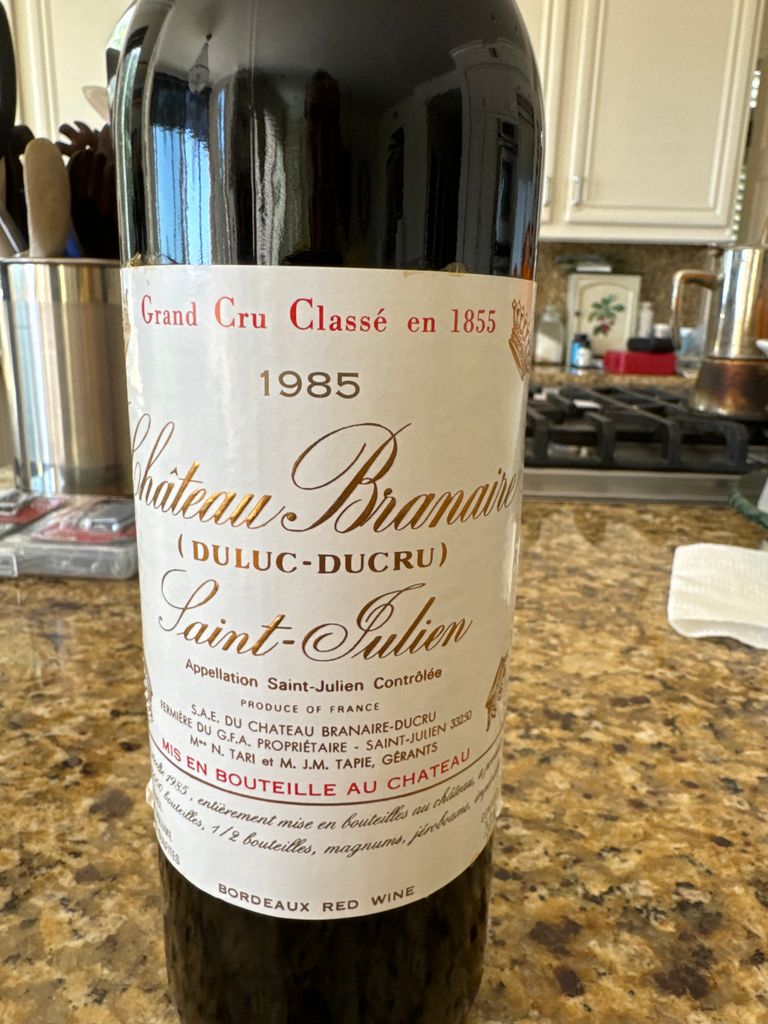 Grand Cru Classé en 1855
1985
Château Branaire
(DULUC-DUCRU)
Saint-Julien
Appellation Saint-Julien Contrôlée
PRODUCE OF FRANCE
S.A.E. DU CHATEAU BRANAIRE-DUCRU
FERMIÈRE DU G.F.A. PROPRIÉTAIRE - SAINT-JULIEN 33250
Mme N. TARI et M. J.M. TAPIE, GÉRANTS
MIS EN BOUTEILLE AU CHATEAU
1985, entièrement mise en bouteilles au château, a
bouteilles, 1/2 bouteilles, magnums, jéroboams,
BORDEAUX RED WINE